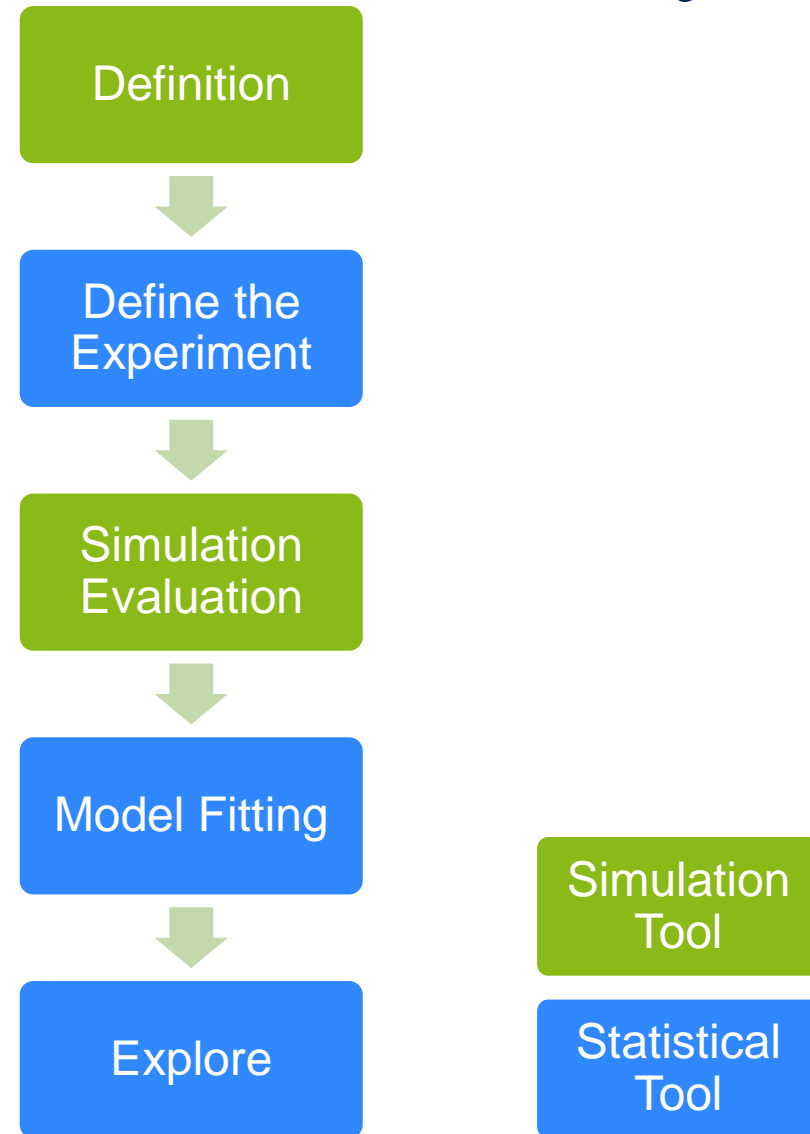 Definition
Define the
Experiment
Simulation
Evaluation
Model Fitting
Explore
Simulation
Tool
Statistical
Tool